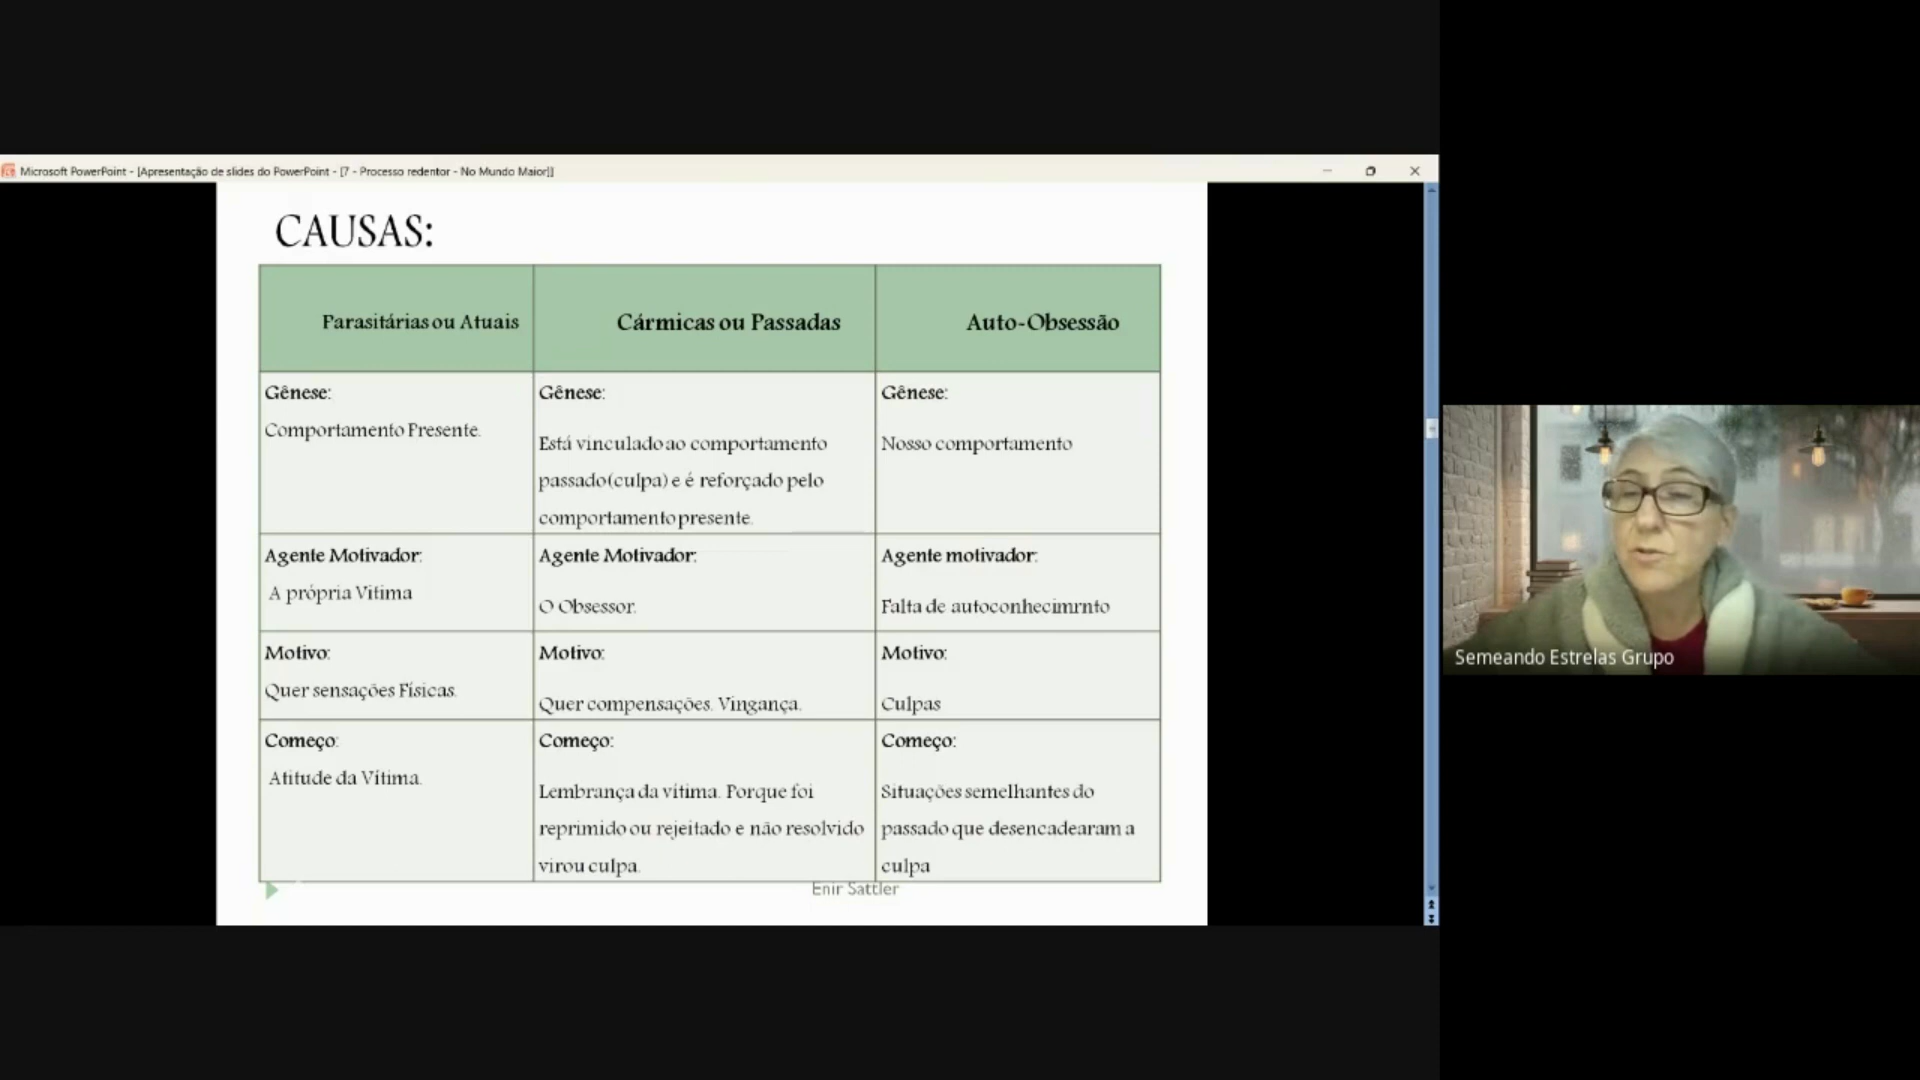 Microsoft PowerPoint - [Apresentação de slides do PowerPoint - [7 - Processo redentor - No Mundo Maior]]
CAUSAS:
Parasitárias ou Atuais
Cármicas ou Passadas
Auto-Obsessão
Gênese:
Comportamento Presente.
Gênese:
Está vinculado ao comportamento
passado(culpa) e é reforçado pelo
comportamento presente.
Gênese:
Nosso comportamento
Agente Motivador:
A própria Vítima
Agente Motivador:
O Obsessor.
Agente motivador:
Falta de autoconhecimrnto
Motivo:
Quer sensações Físicas.
Motivo:
Quer compensações. Vingança.
Motivo:
Culpas
Começo:
Atitude da Vítima.
Começo:
Lembrança da vítima. Porque foi
reprimido ou rejeitado e não resolvido
virou culpa.
Começo:
Situações semelhantes do
passado que desencadearam a
culpa
Enir Sattler
Semeando Estrelas Grupo